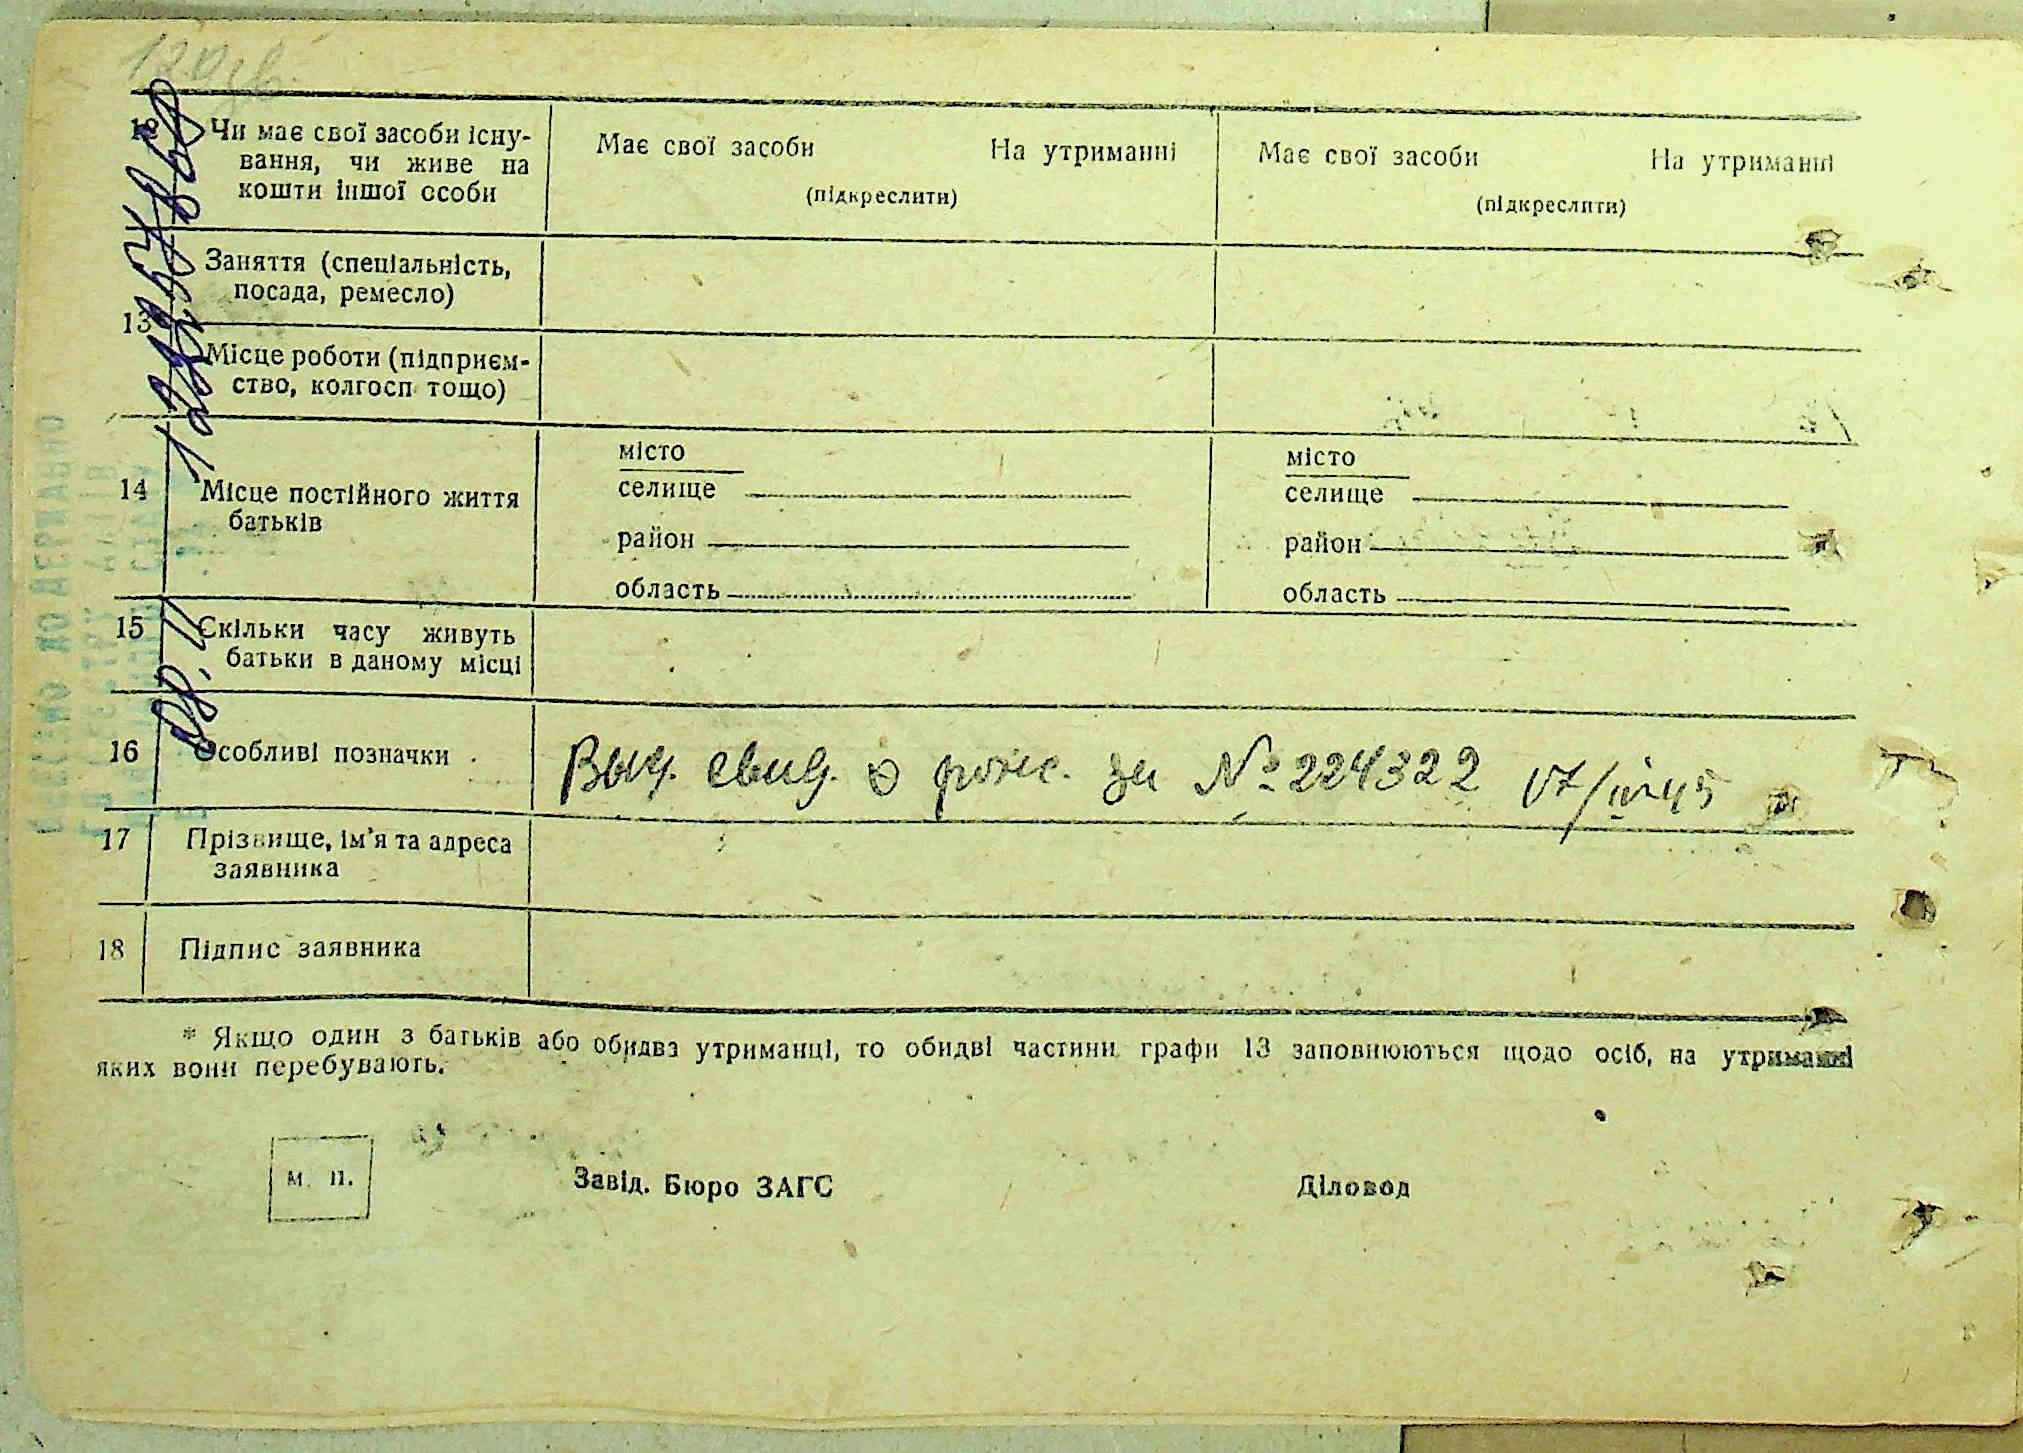 12 Чи має свої засоби існу-
вання, чи живе на
кошти іншої особи
Має свої засоби На утриманні
(підкреслити)
Має свої засоби На утриманні
(підкреслити)
13*
Заняття (спеціальність,
посада, ремесло)
Місце роботи (підприєм-
ство, колгосп тощо)
14 Місце постійного життя
батьків
місто
селище
район
область
місто
селище
район
область
15 Скільки часу живуть
батьки в даному місці
16 Особливі позначки
Выд. свид. о рожд. за № 224322
17 Прізвище, ім’я та адреса
заявника
18 Підпис заявника
* Якщо один з батьків або обидва утриманці, то обидві частини графи 13 заповнюються щодо осіб, на утриманні
яких вони перебувають.
М. П.
Завід. Бюро ЗАГС Діловод